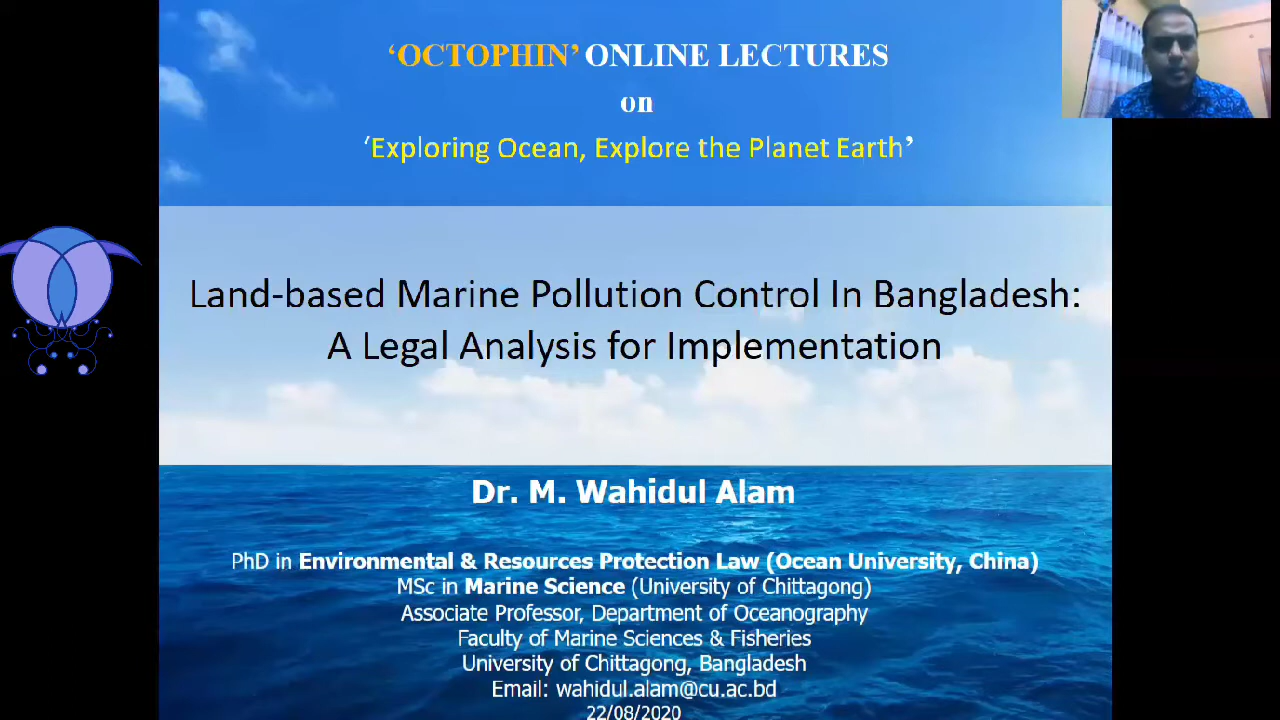 ‘OCTOPHIN’ ONLINE LECTURES
on
‘Exploring Ocean, Explore the Planet Earth’
Land-based Marine Pollution Control In Bangladesh:
A Legal Analysis for Implementation
Dr. M. Wahidul Alam
PhD in Environmental & Resources Protection Law (Ocean University, China)
MSc in Marine Science (University of Chittagong)
Associate Professor, Department of Oceanography
Faculty of Marine Sciences & Fisheries
University of Chittagong, Bangladesh
Email: wahidul.alam@cu.ac.bd
22/08/2020